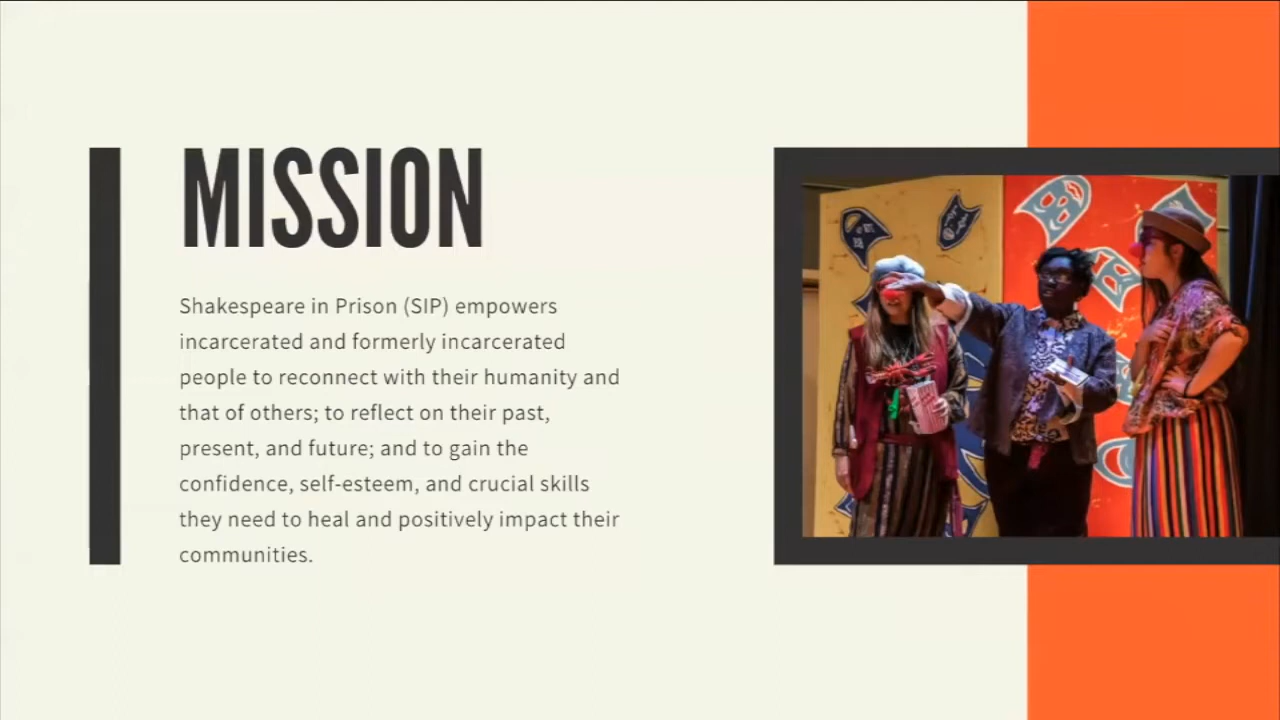 MISSION
Shakespeare in Prison (SIP) empowers
incarcerated and formerly incarcerated
people to reconnect with their humanity and
that of others; to reflect on their past,
present, and future; and to gain the
confidence, self-esteem, and crucial skills
they need to heal and positively impact their
communities.